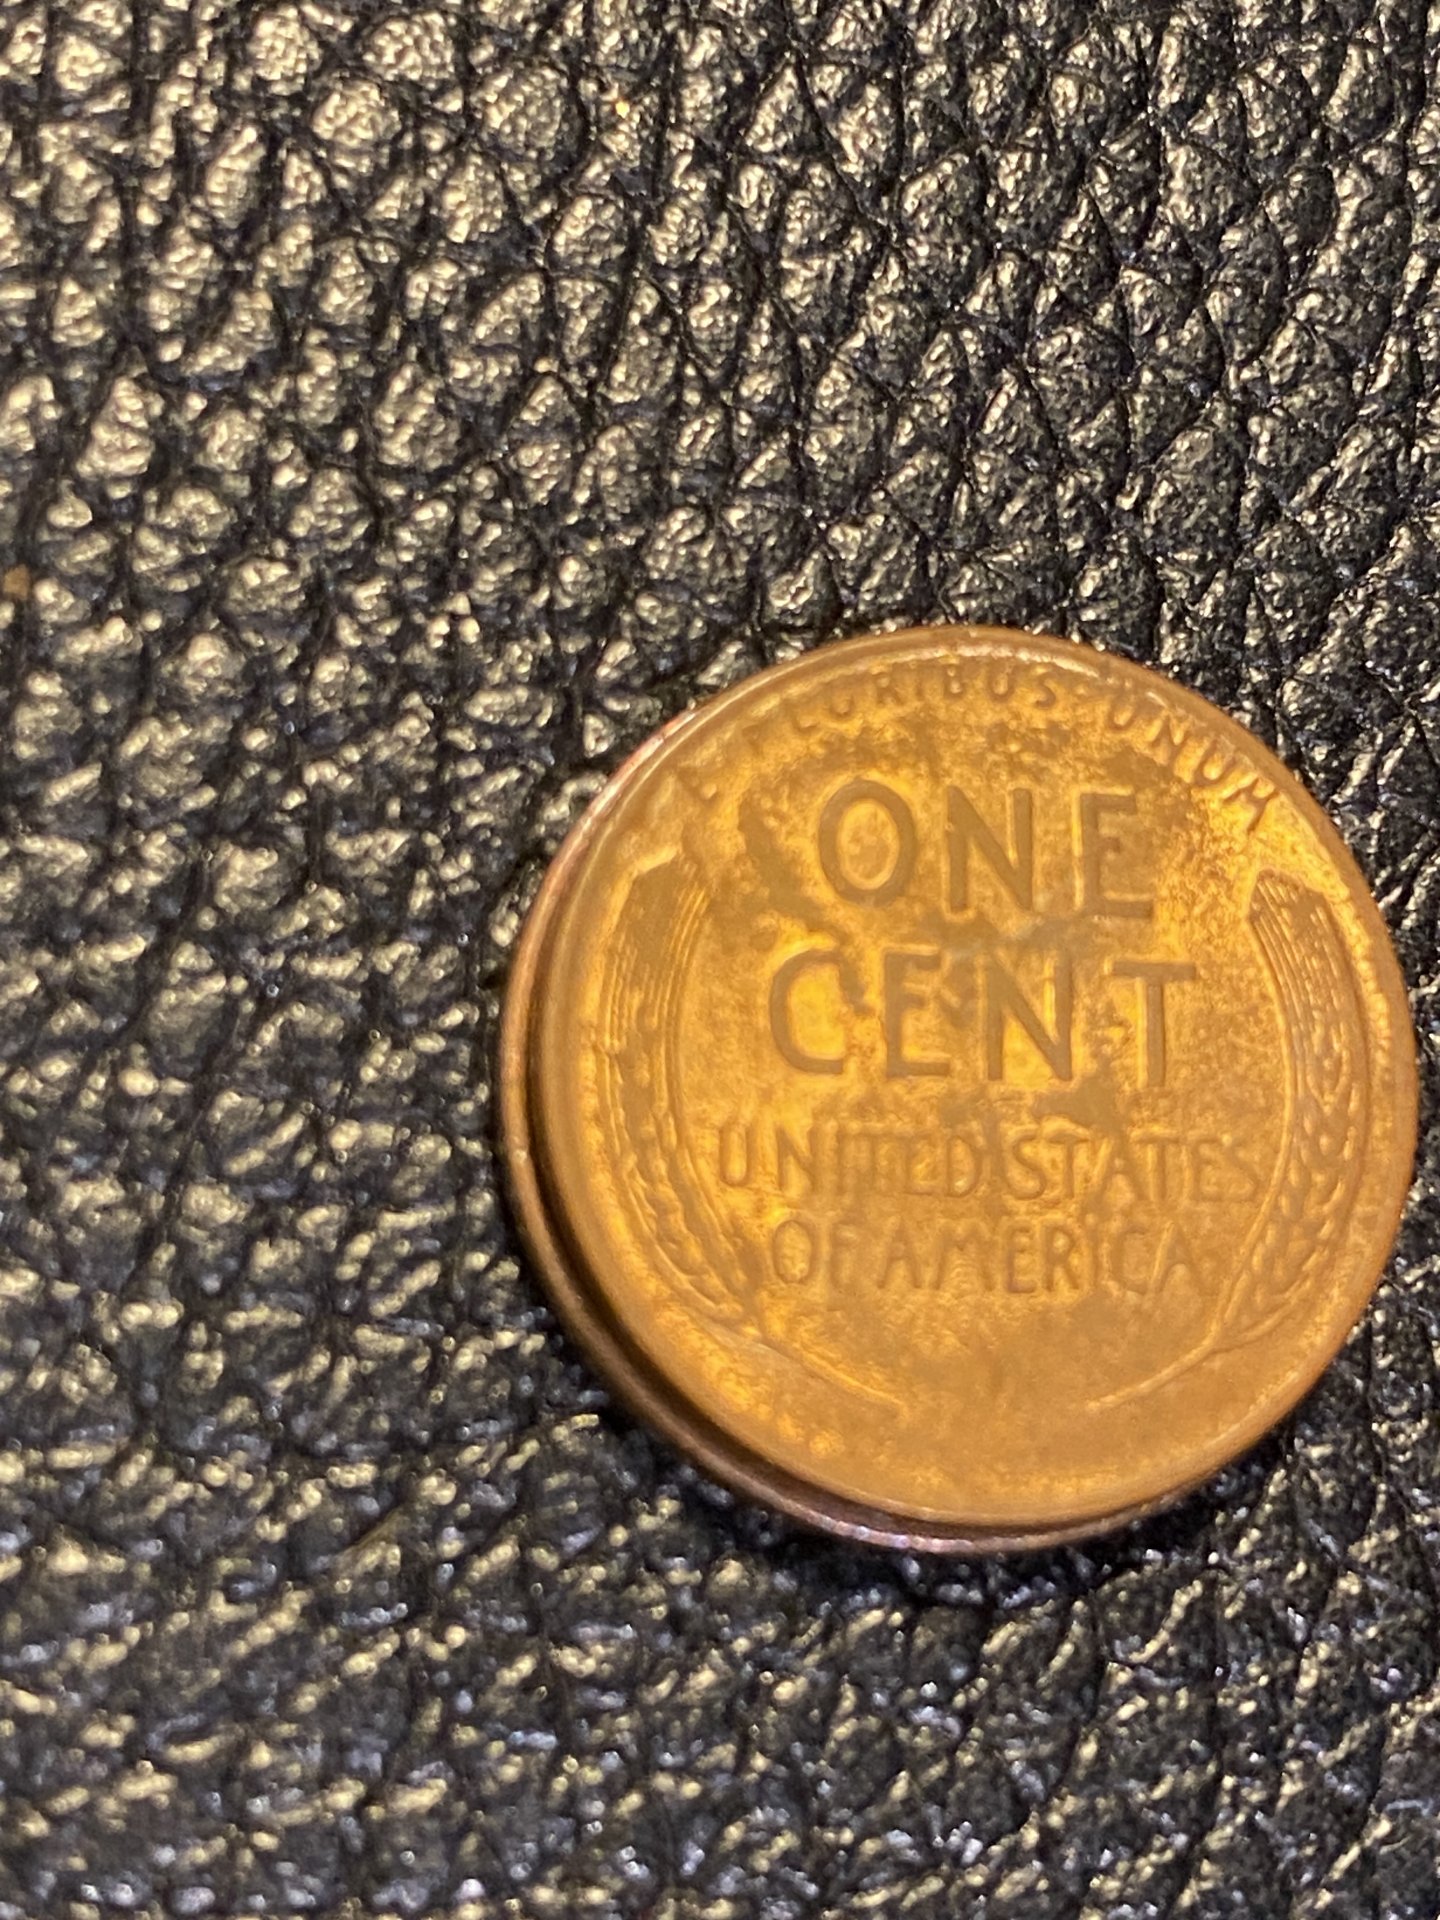 E PLURIBUS UNUM
ONE
CENT
UNITED STATES
OF AMERICA